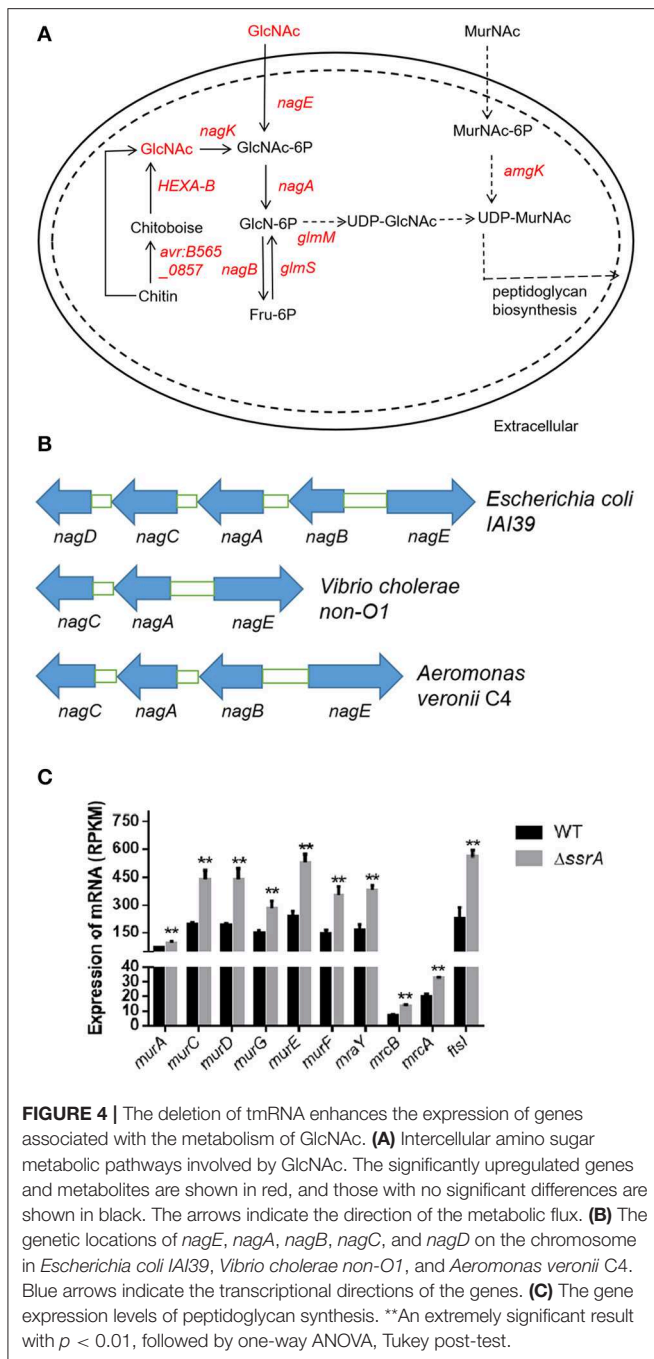 A
GlcNAc
MurNAc
nagE
nagK
GlcNAc
GlcNAc-6P
MurNAc-6P
HEXA-B
nagA
amgK
Chitoboise
GlcN-6P
UDP-GlcNAc
UDP-MurNAc
glmM
avr:B565
_0857
nagB
glmS
Chitin
Fru-6P
peptidoglycan
biosynthesis
Extracellular
B
nagD
nagC
nagA
nagB
nagE
Escherichia coli
IAI39
nagC
nagA
nagE
Vibrio cholerae
non-O1
nagC
nagA
nagB
nagE
Aeromonas
veronii C4
C
Expression of mRNA (RPKM)
750
600
450
300
150
40
30
20
10
0
**
**
**
**
**
**
**
**
**
**
WT
ΔssrA
murA
murC
murD
murG
murE
murF
mraY
mrcB
mrcA
ftsI
FIGURE 4 | The deletion of tmRNA enhances the expression of genes
associated with the metabolism of GlcNAc. (A) Intercellular amino sugar
metabolic pathways involved by GlcNAc. The significantly upregulated genes
and metabolites are shown in red, and those with no significant differences are
shown in black. The arrows indicate the direction of the metabolic flux. (B) The
genetic locations of nagE, nagA, nagB, nagC, and nagD on the chromosome
in Escherichia coli IAI39, Vibrio cholerae non-O1, and Aeromonas veronii C4.
Blue arrows indicate the transcriptional directions of the genes. (C) The gene
expression levels of peptidoglycan synthesis. **An extremely significant result
with p < 0.01, followed by one-way ANOVA, Tukey post-test.